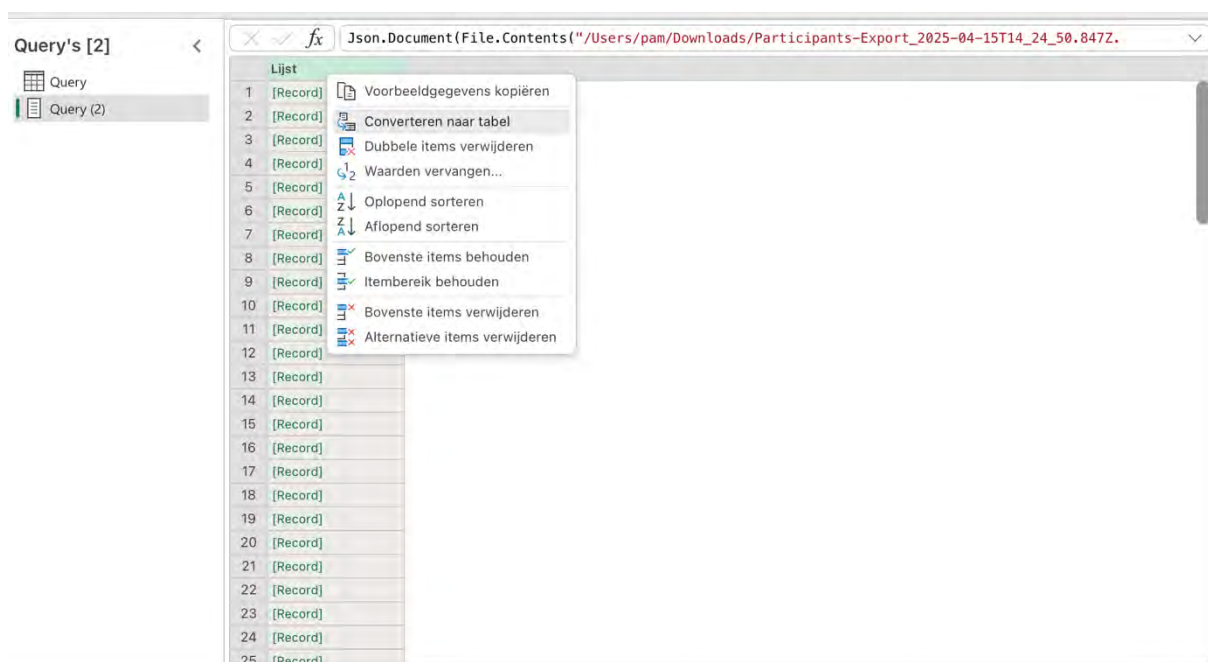 Query's [2]
Query
Query (2)
fx Json.Document(File.Contents("/Users/pam/Downloads/Participants-Export_2025-04-15T14_24_50.847Z.
Lijst
1 [Record]
2 [Record]
3 [Record]
4 [Record]
5 [Record]
6 [Record]
7 [Record]
8 [Record]
9 [Record]
10 [Record]
11 [Record]
12 [Record]
13 [Record]
14 [Record]
15 [Record]
16 [Record]
17 [Record]
18 [Record]
19 [Record]
20 [Record]
21 [Record]
22 [Record]
23 [Record]
24 [Record]
25 [Record]
Voorbeeldgegevens kopiëren
Converteren naar tabel
Dubbele items verwijderen
Waarden vervangen...
Oplopend sorteren
Aflopend sorteren
Bovenste items behouden
Itembereik behouden
Bovenste items verwijderen
Alternatieve items verwijderen